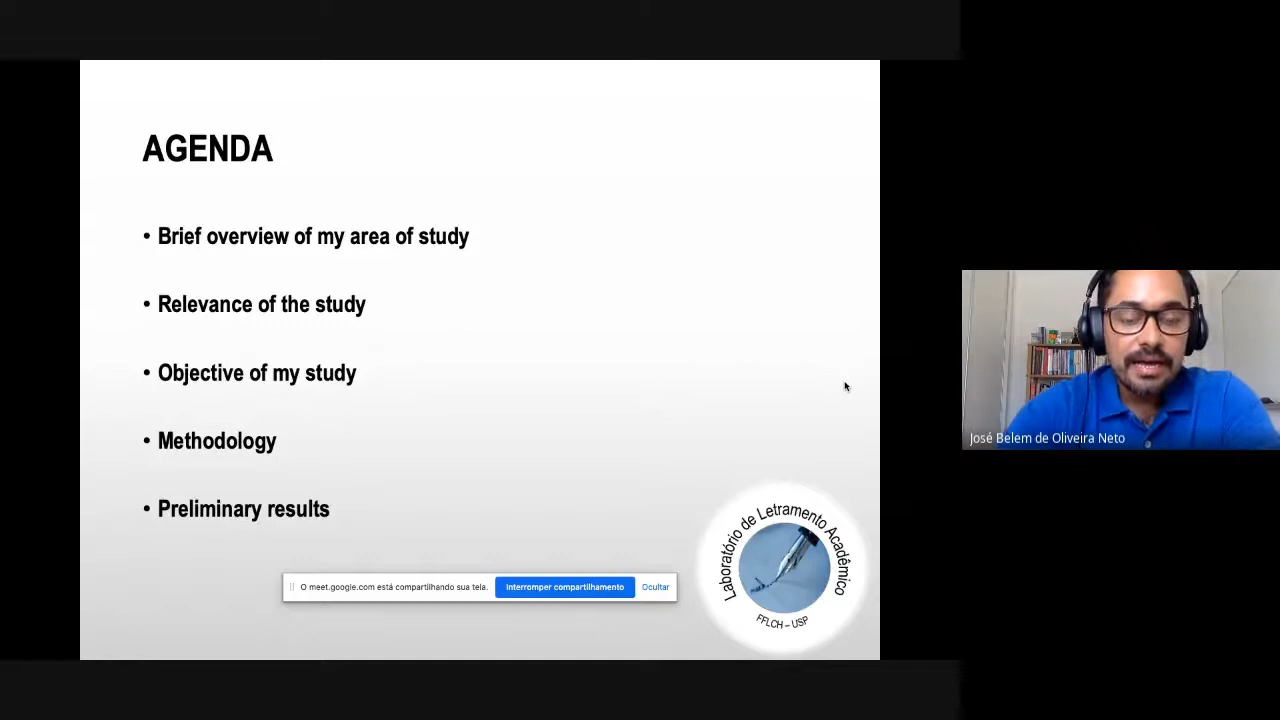 AGENDA
• Brief overview of my area of study
• Relevance of the study
• Objective of my study
• Methodology
• Preliminary results
O meet.google.com está compartilhando sua tela. Interromper compartilhamento Ocultar
Laboratório de Letramento Acadêmico
FFLCH – USP
José Belem de Oliveira Neto